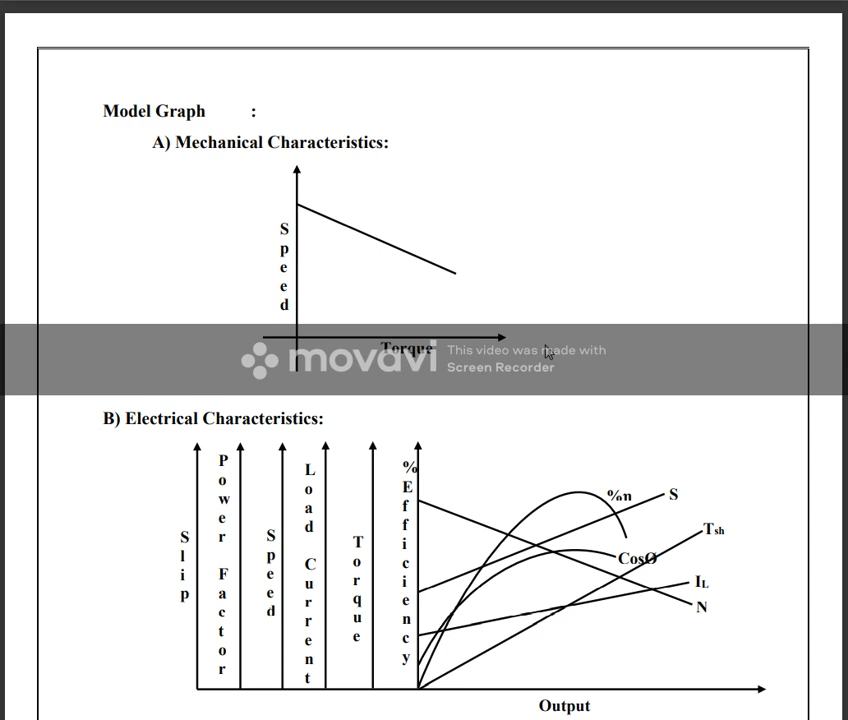 Model Graph :
A) Mechanical Characteristics:
Speed
Torque
movavi
This video was made with
Screen Recorder
B) Electrical Characteristics:
Slip
Power Factor
Speed
Load Current
Torque
% Efficiency
%n
S
Tsh
CosØ
IL
N
Output